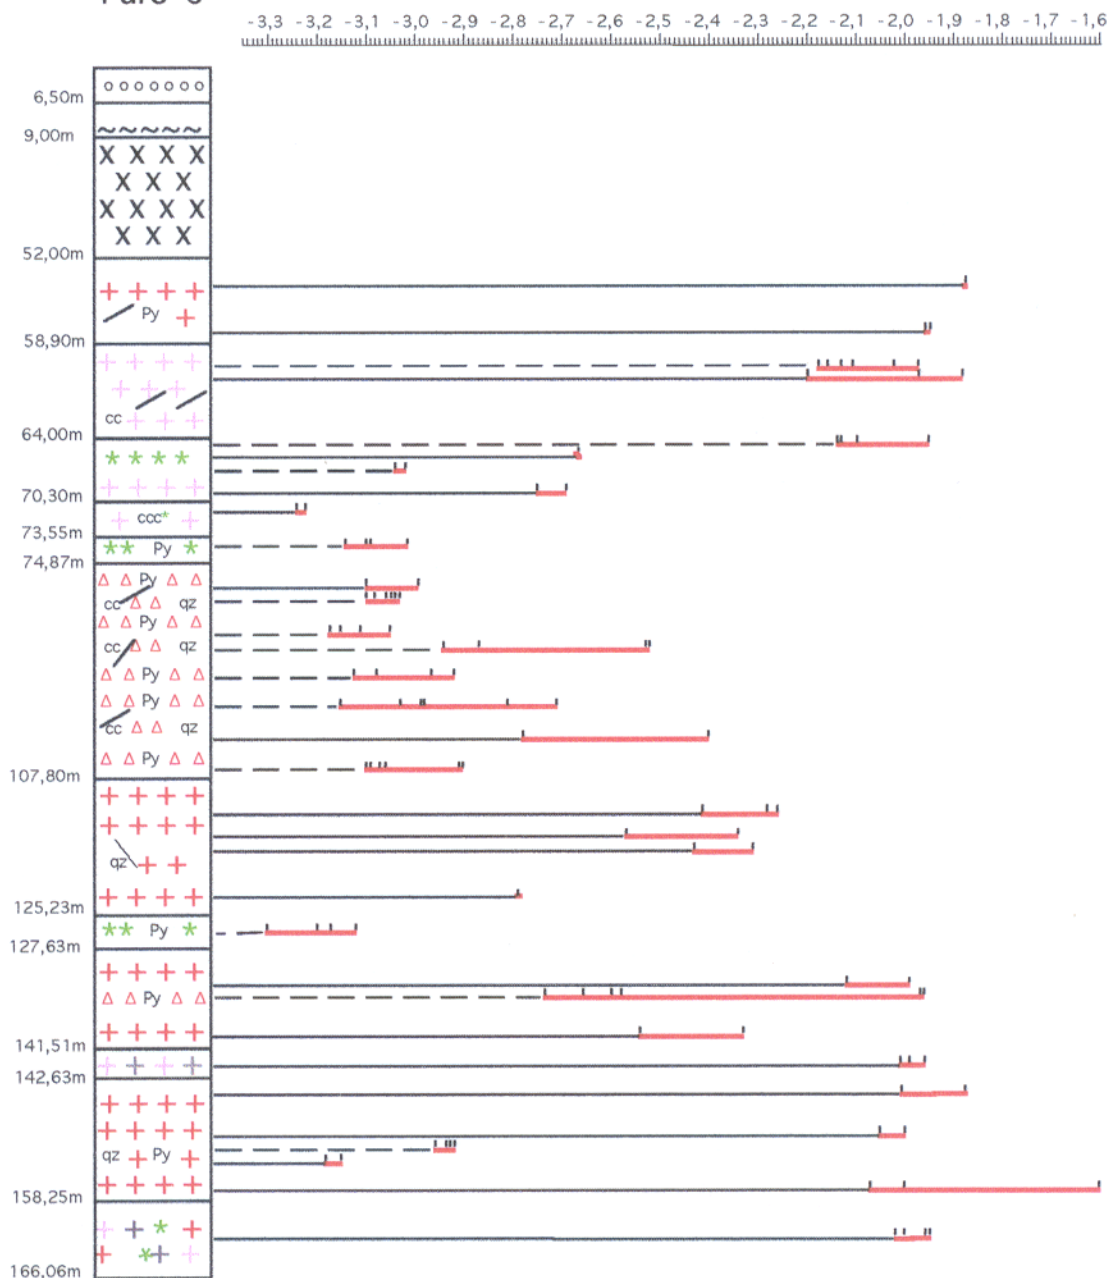 -3,3 -3,2 -3,1 -3,0 -2,9 -2,8 -2,7 -2,6 -2,5 -2,4 -2,3 -2,2 -2,1 -2,0 -1,9 -1,8 -1,7 -1,6
6,50m
9,00m
52,00m
Py
58,90m
cc
64,00m
70,30m
ccc*
73,55m
Py
74,87m
Py
cc qz
Py
cc qz
Py
Py
cc qz
Py
107,80m
qz
125,23m
Py
127,63m
Py
141,51m
142,63m
qz Py
158,25m
166,06m